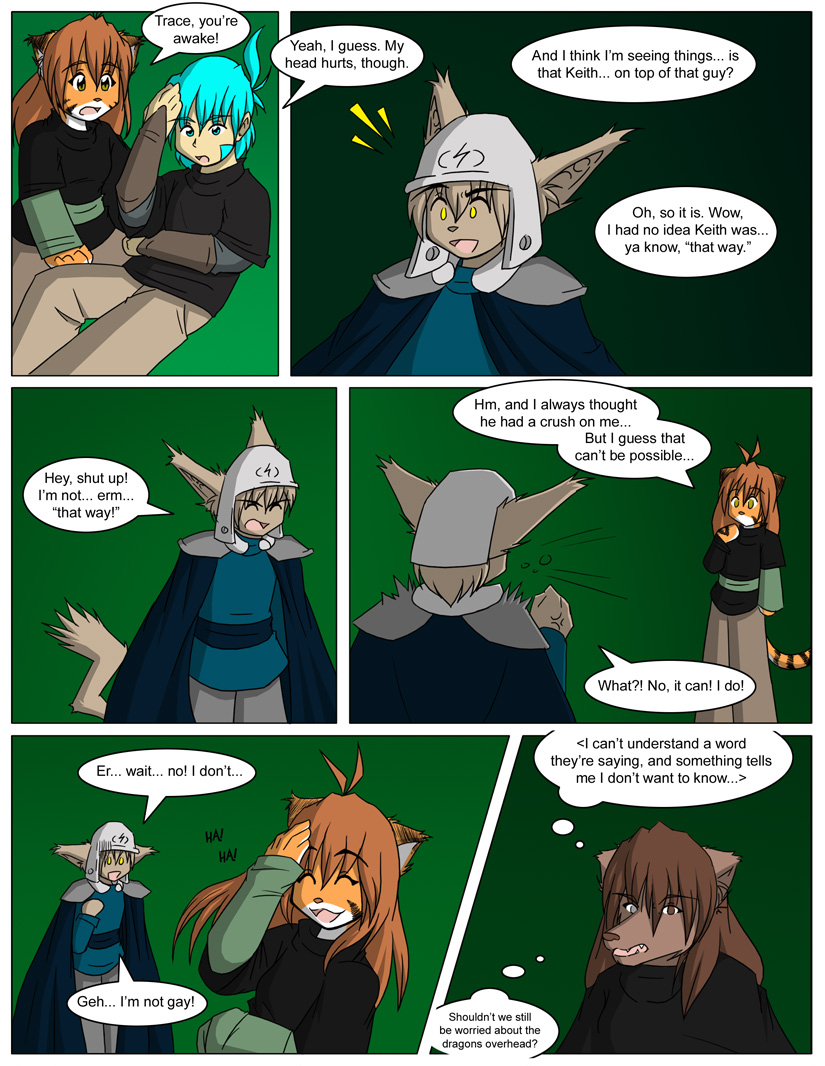 Trace, you're
awake!
Yeah, I guess. My
head hurts, though.
And I think I'm seeing things... is
that Keith... on top of that guy?
Oh, so it is. Wow,
I had no idea Keith was...
ya know, "that way."
Hey, shut up!
I'm not... erm...
"that way!"
Hm, and I always thought
he had a crush on me...
But I guess that
can't be possible...
What?! No, it can! I do!
Er... wait... no! I don't...
HA!
HA!
Geh... I'm not gay!
<I can't understand a word
they're saying, and something tells
me I don't want to know...>
Shouldn't we still
be worried about the
dragons overhead?